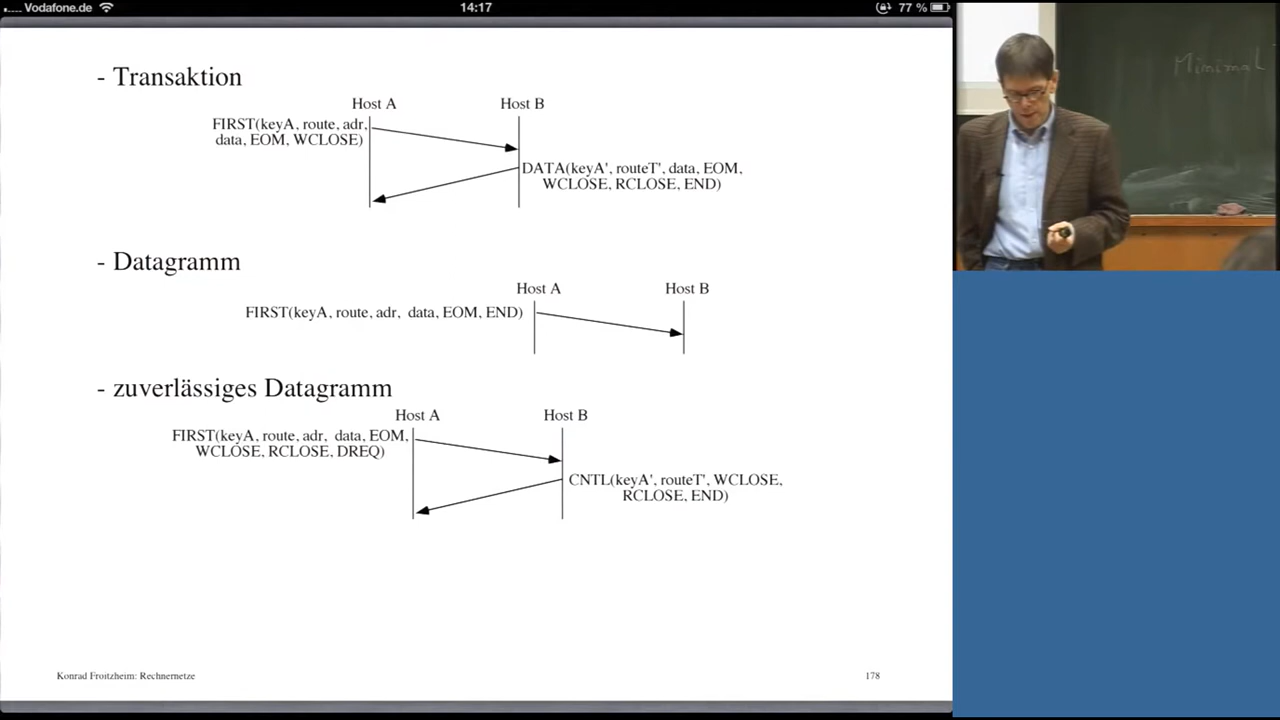 Vodafone.de 14:17 77 %
- Transaktion
Host A Host B
FIRST(keyA, route, adr,
data, EOM, WCLOSE)
DATA(keyA', routeT', data, EOM,
WCLOSE, RCLOSE, END)
- Datagramm
Host A Host B
FIRST(keyA, route, adr, data, EOM, END)
- zuverlässiges Datagramm
Host A Host B
FIRST(keyA, route, adr, data, EOM,
WCLOSE, RCLOSE, DREQ)
CNTL(keyA', routeT', WCLOSE,
RCLOSE, END)
Konrad Froitzheim: Rechnernetze 178
Minimal